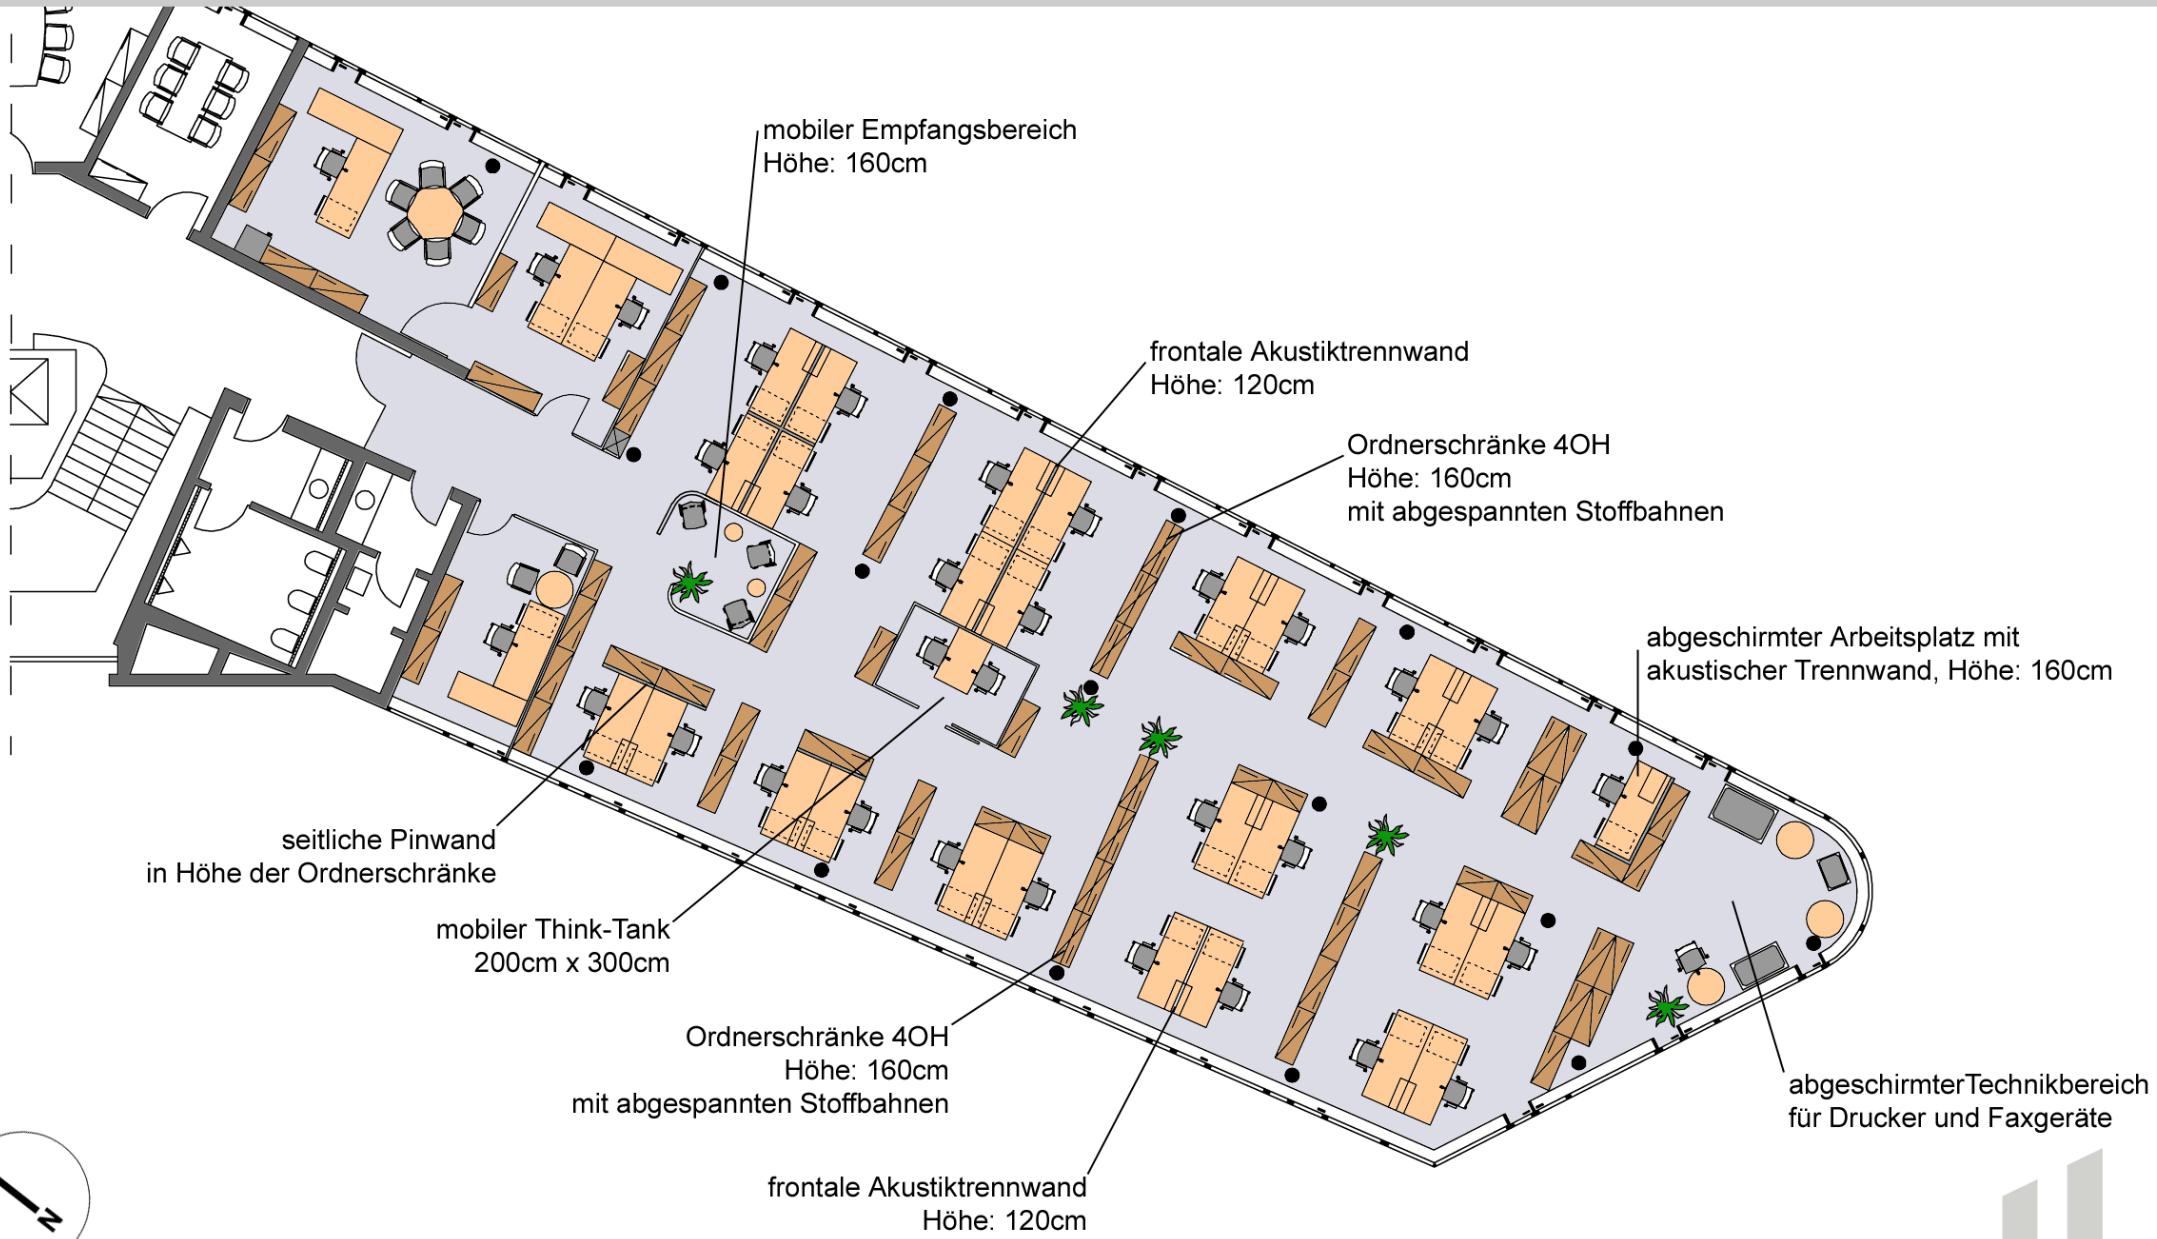 mobiler Empfangsbereich
Höhe: 160cm
frontale Akustiktrennwand
Höhe: 120cm
Ordnerschränke 4OH
Höhe: 160cm
mit abgespannten Stoffbahnen
abgeschirmter Arbeitsplatz mit
akustischer Trennwand, Höhe: 160cm
seitliche Pinwand
in Höhe der Ordnerschränke
mobiler Think-Tank
200cm x 300cm
Ordnerschränke 4OH
Höhe: 160cm
mit abgespannten Stoffbahnen
abgeschirmterTechnikbereich
für Drucker und Faxgeräte
frontale Akustiktrennwand
Höhe: 120cm
N